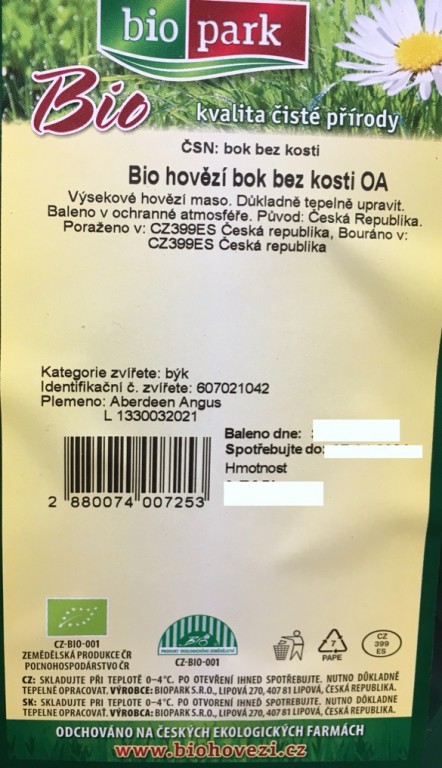 bio park
Bio kvalita čisté přírody
ČSN: bok bez kosti
Bio hovězí bok bez kosti OA
Výsekové hovězí maso. Důkladně tepelně upravit.
Baleno v ochranné atmosféře. Původ: Česká Republika.
Poraženo v: CZ399ES Česká republika, Bouráno v:
CZ399ES Česká republika
Kategorie zvířete: býk
Identifikační č. zvířete: 607021042
Plemeno: Aberdeen Angus
L 1330032021
Baleno dne:
Spotřebujte do:
Hmotnost
2 880074 007253
CZ-BIO-001
ZEMĚDĚLSKÁ PRODUKCE ČR
POĽNOHOSPODÁRSTVO ČR
PRODUKT EKOLOGICKÉHO ZEMĚDĚLSTVÍ
CZ-BIO-001
7
PAPE
CZ
399
ES
CZ: SKLADUJTE PŘI TEPLOTĚ 0–4°C. PO OTEVŘENÍ IHNED SPOTŘEBUJTE. NUTNO DŮKLADNĚ
TEPELNĚ OPRACOVAT. VÝROBCE: BIOPARK S.R.O., LIPOVÁ 270, 407 81 LIPOVÁ, ČESKÁ REPUBLIKA.
SK: SKLADUJTE PRI TEPLOTE 0–4°C. PO OTVORENÍ IHNEĎ SPOTREBUJTE. NUTNO DÔKLADNE
TEPELNE OPRACOVAT. VÝROBCA: BIOPARK S.R.O., LIPOVÁ 270, 407 81 LIPOVÁ, ČESKÁ REPUBLIKA.
ODCHOVÁNO NA ČESKÝCH EKOLOGICKÝCH FARMÁCH
www.biohovezi.cz